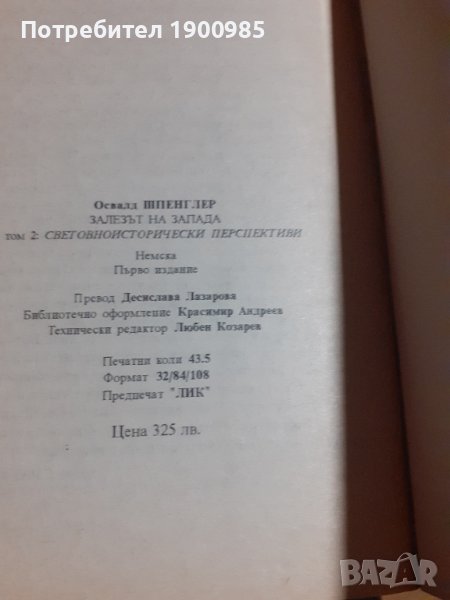 Потребител 1900985
Освалд ШПЕНГЛЕР
ЗАЛЕЗЪТ НА ЗАПАДА
том 2: СВЕТОВНОИСТОРИЧЕСКИ ПЕРСПЕКТИВИ
Немска
Първо издание
Превод Десислава Лазарова
Библиотечно оформление Красимир Андреев
Технически редактор Любен Козарев
Печатни коли 43.5
Формат 32/84/108
Предпечат "ЛИК"
Цена 325 лв.
BAZAR